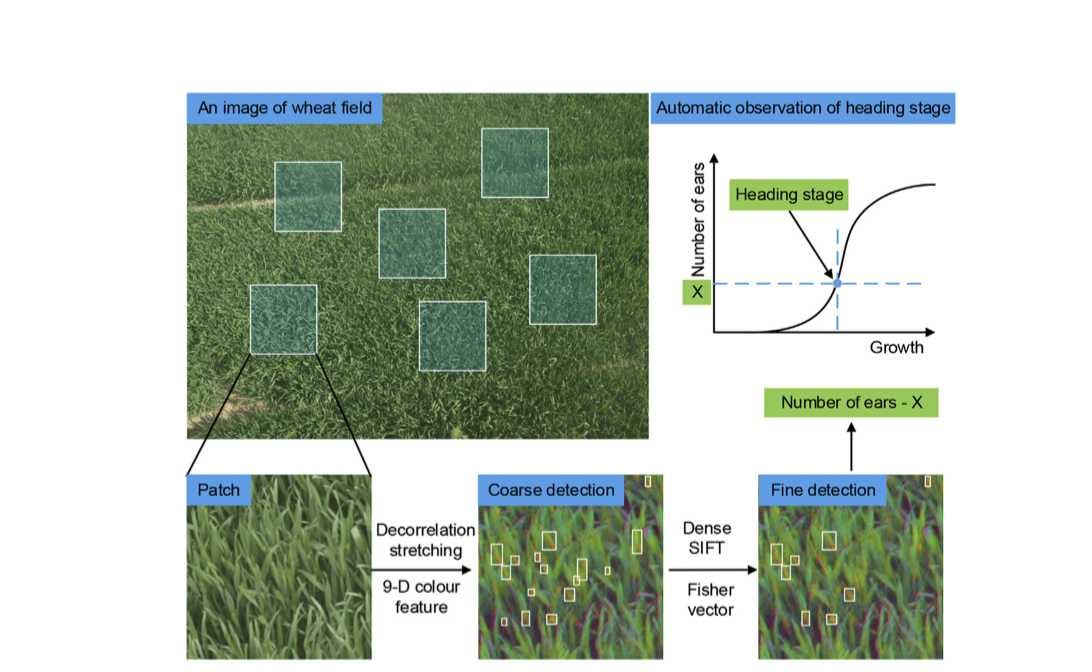 An image of wheat field
Automatic observation of heading stage
Number of ears
Heading stage
X
Growth
Number of ears - X
Patch
Decorrelation
stretching
9-D colour
feature
Coarse detection
Dense
SIFT
Fisher
vector
Fine detection